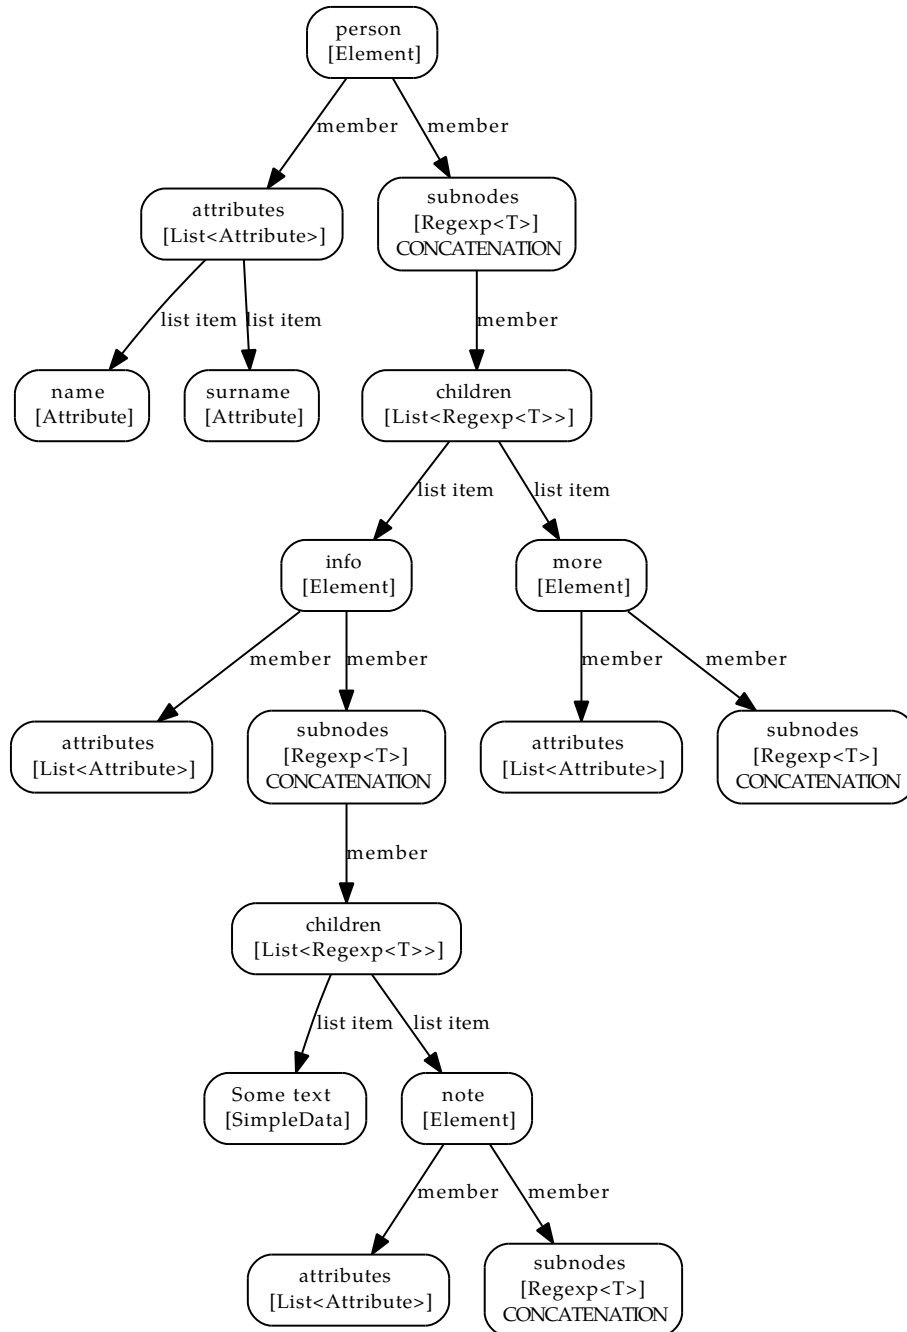 person
[Element]
member
member
attributes
[List<Attribute>]
subnodes
[Regexp<T>]
CONCATENATION
list item
list item
member
name
[Attribute]
surname
[Attribute]
children
[List<Regexp<T>>]
list item
list item
info
[Element]
more
[Element]
member
member
member
member
attributes
[List<Attribute>]
subnodes
[Regexp<T>]
CONCATENATION
attributes
[List<Attribute>]
subnodes
[Regexp<T>]
CONCATENATION
member
children
[List<Regexp<T>>]
list item
list item
Some text
[SimpleData]
note
[Element]
member
member
attributes
[List<Attribute>]
subnodes
[Regexp<T>]
CONCATENATION